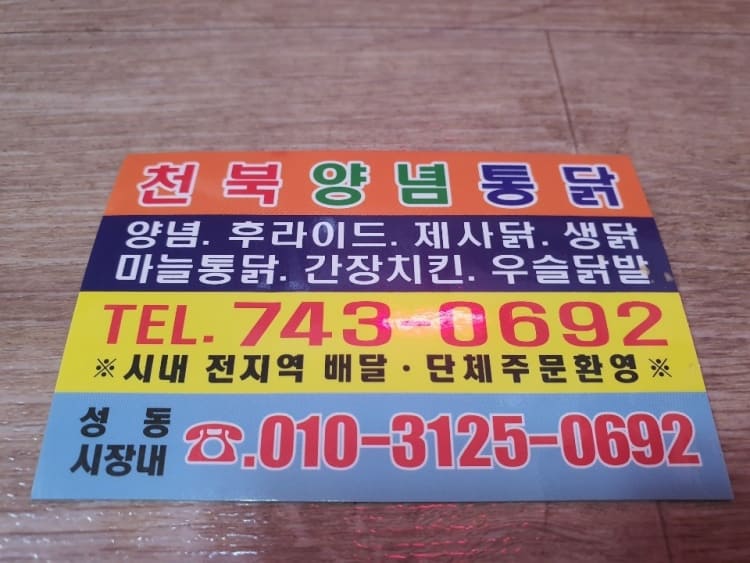 천북양념통닭
양념. 후라이드. 제사닭. 생닭
마늘통닭. 간장치킨. 우슬닭발
TEL. 743-0692
※시내 전지역 배달·단체주문환영※
성동
시장내 ☎.010-3125-0692